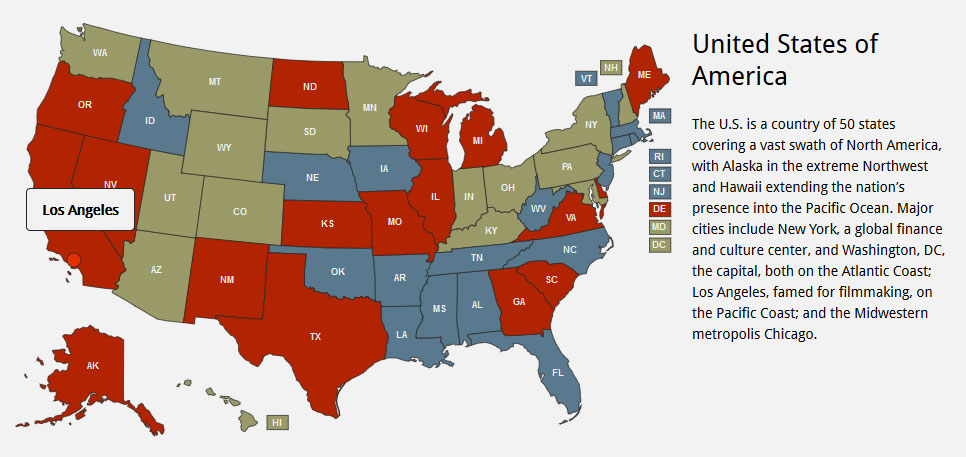 United States of
America
The U.S. is a country of 50 states
covering a vast swath of North America,
with Alaska in the extreme Northwest
and Hawaii extending the nation's
presence into the Pacific Ocean. Major
cities include New York, a global finance
and culture center, and Washington, DC,
the capital, both on the Atlantic Coast;
Los Angeles, famed for filmmaking, on
the Pacific Coast; and the Midwestern
metropolis Chicago.
WA
MT
ND
MN
OR
ID
WY
SD
WI
MI
NY
ME
VT
NH
MA
RI
CT
NJ
DE
MD
DC
NV
UT
CO
NE
IA
IL
IN
OH
PA
Los Angeles
KS
MO
KY
WV
VA
AZ
NM
OK
AR
TN
NC
TX
LA
MS
AL
GA
SC
FL
AK
HI